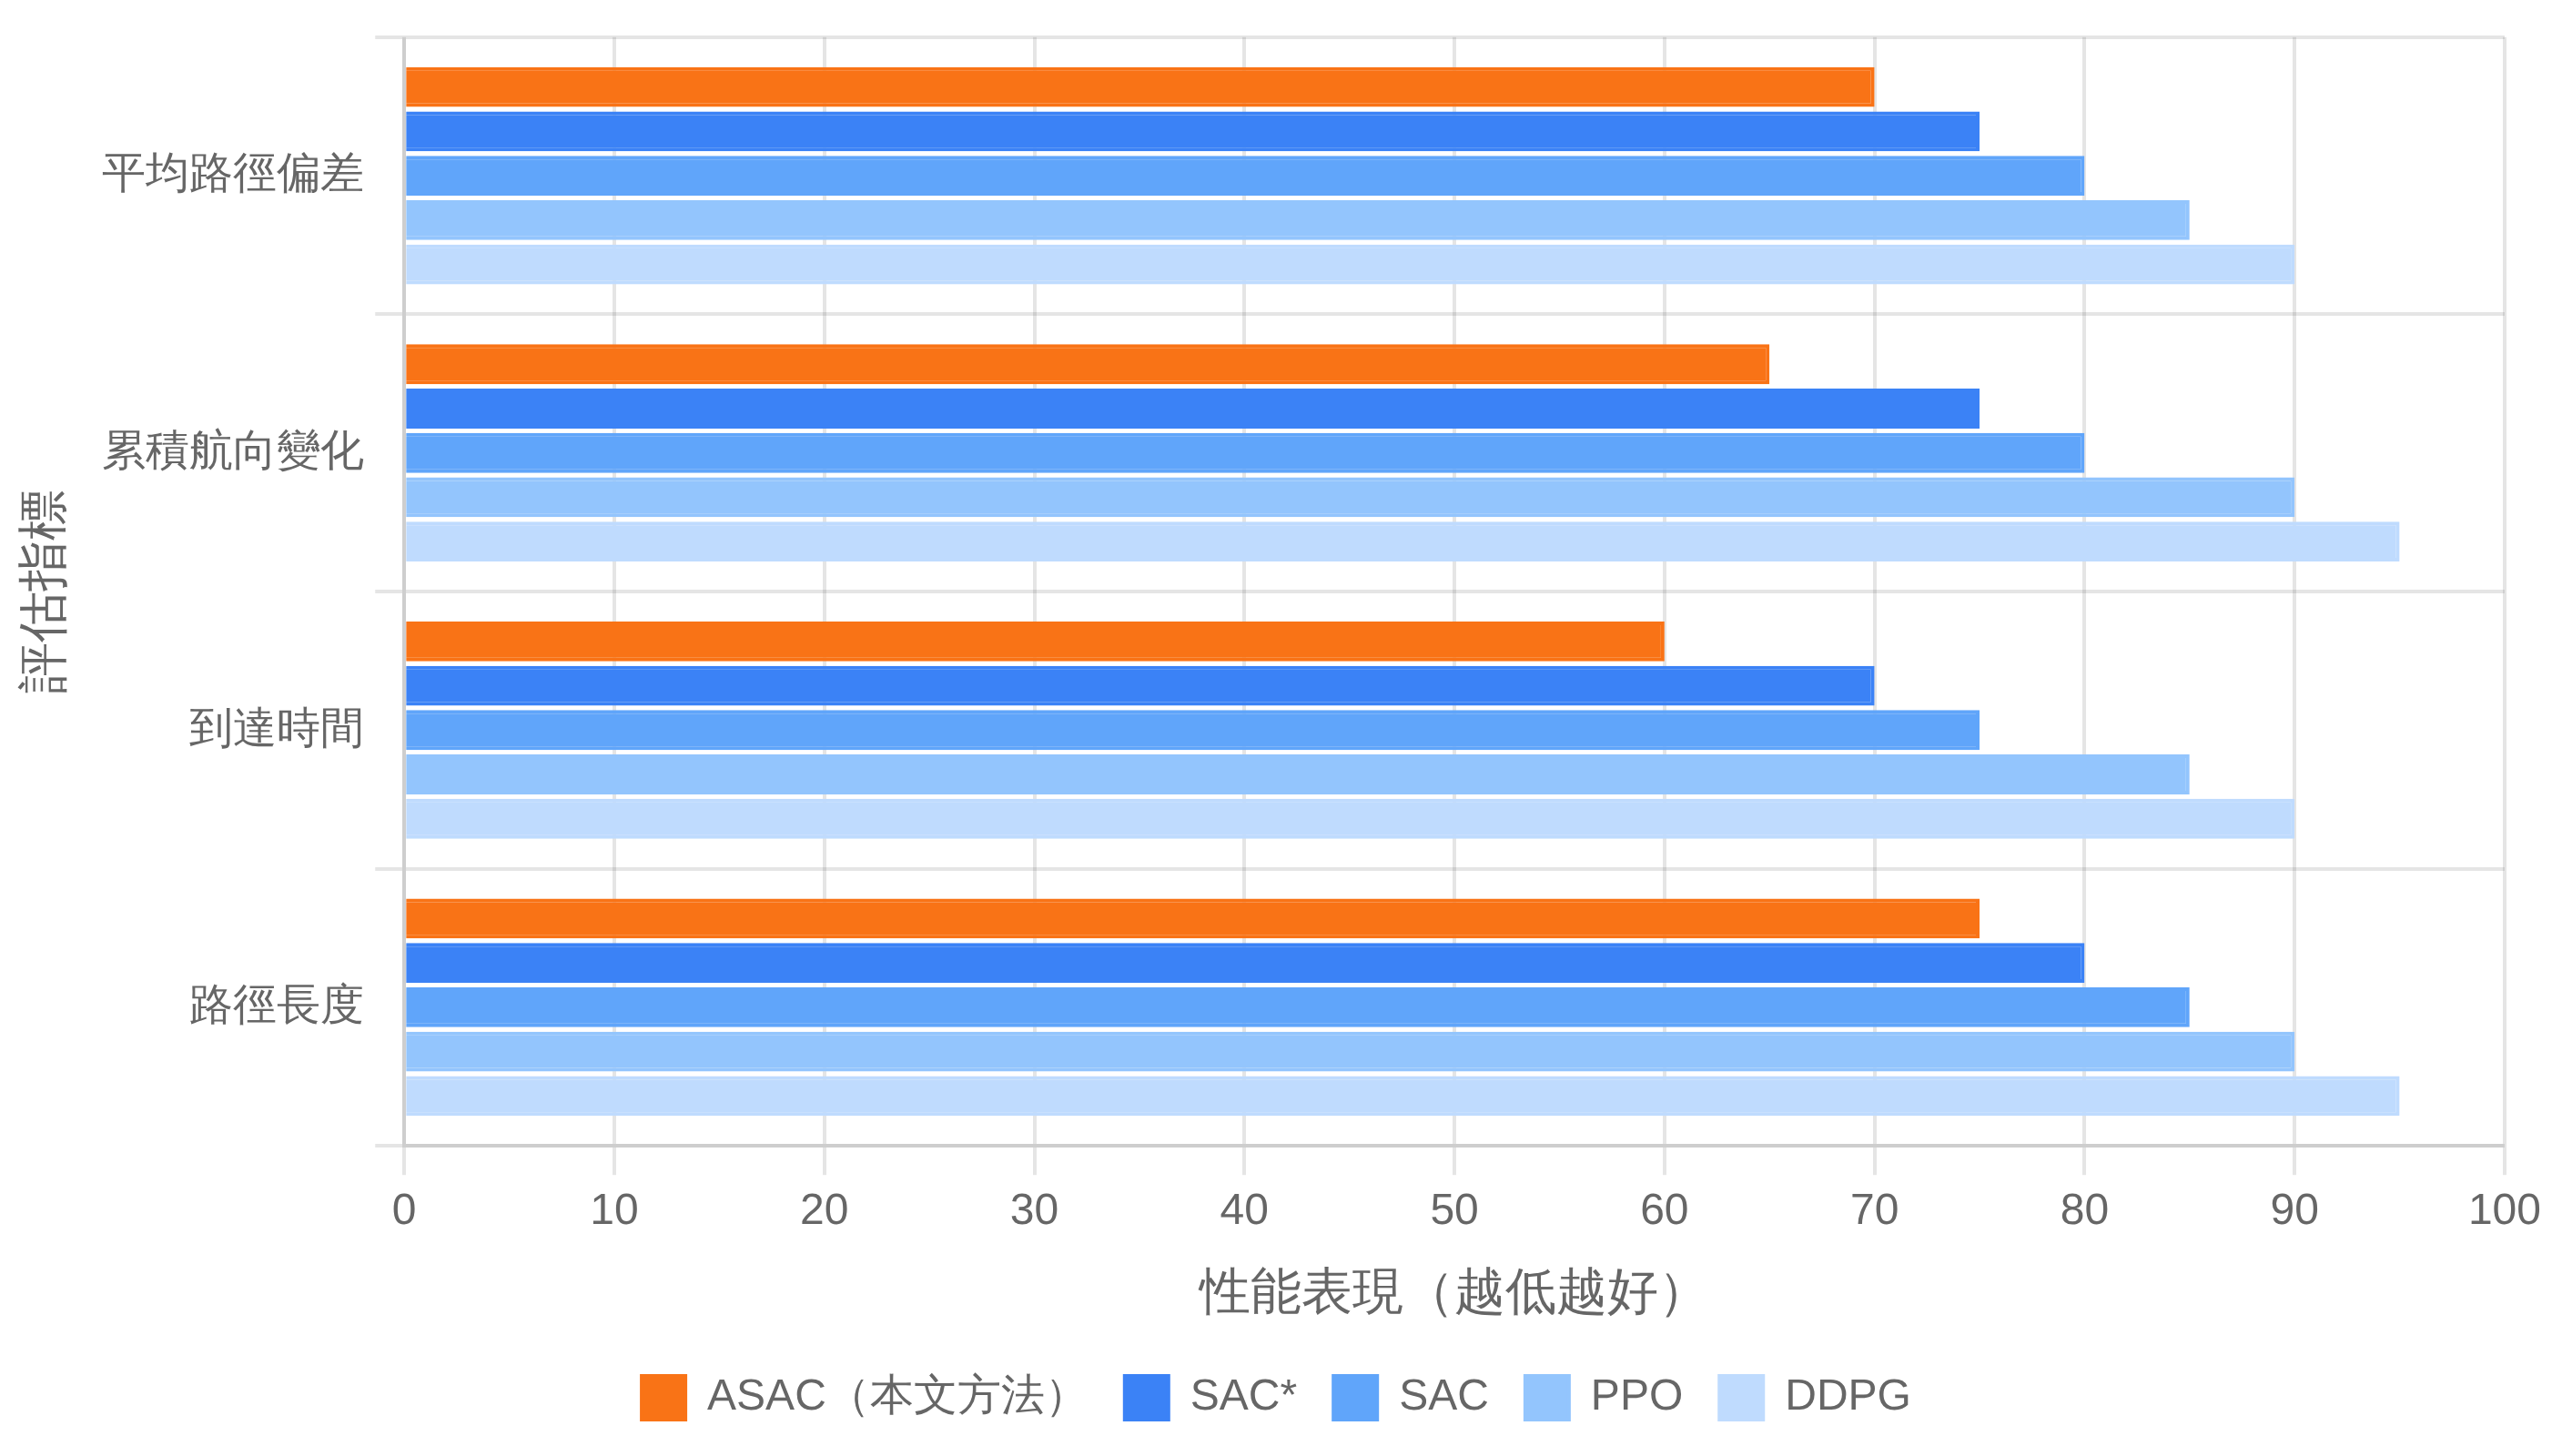 評估指標
平均路徑偏差
累積航向變化
到達時間
路徑長度
0 10 20 30 40 50 60 70 80 90 100
性能表現（越低越好）
ASAC（本文方法） SAC* SAC PPO DDPG